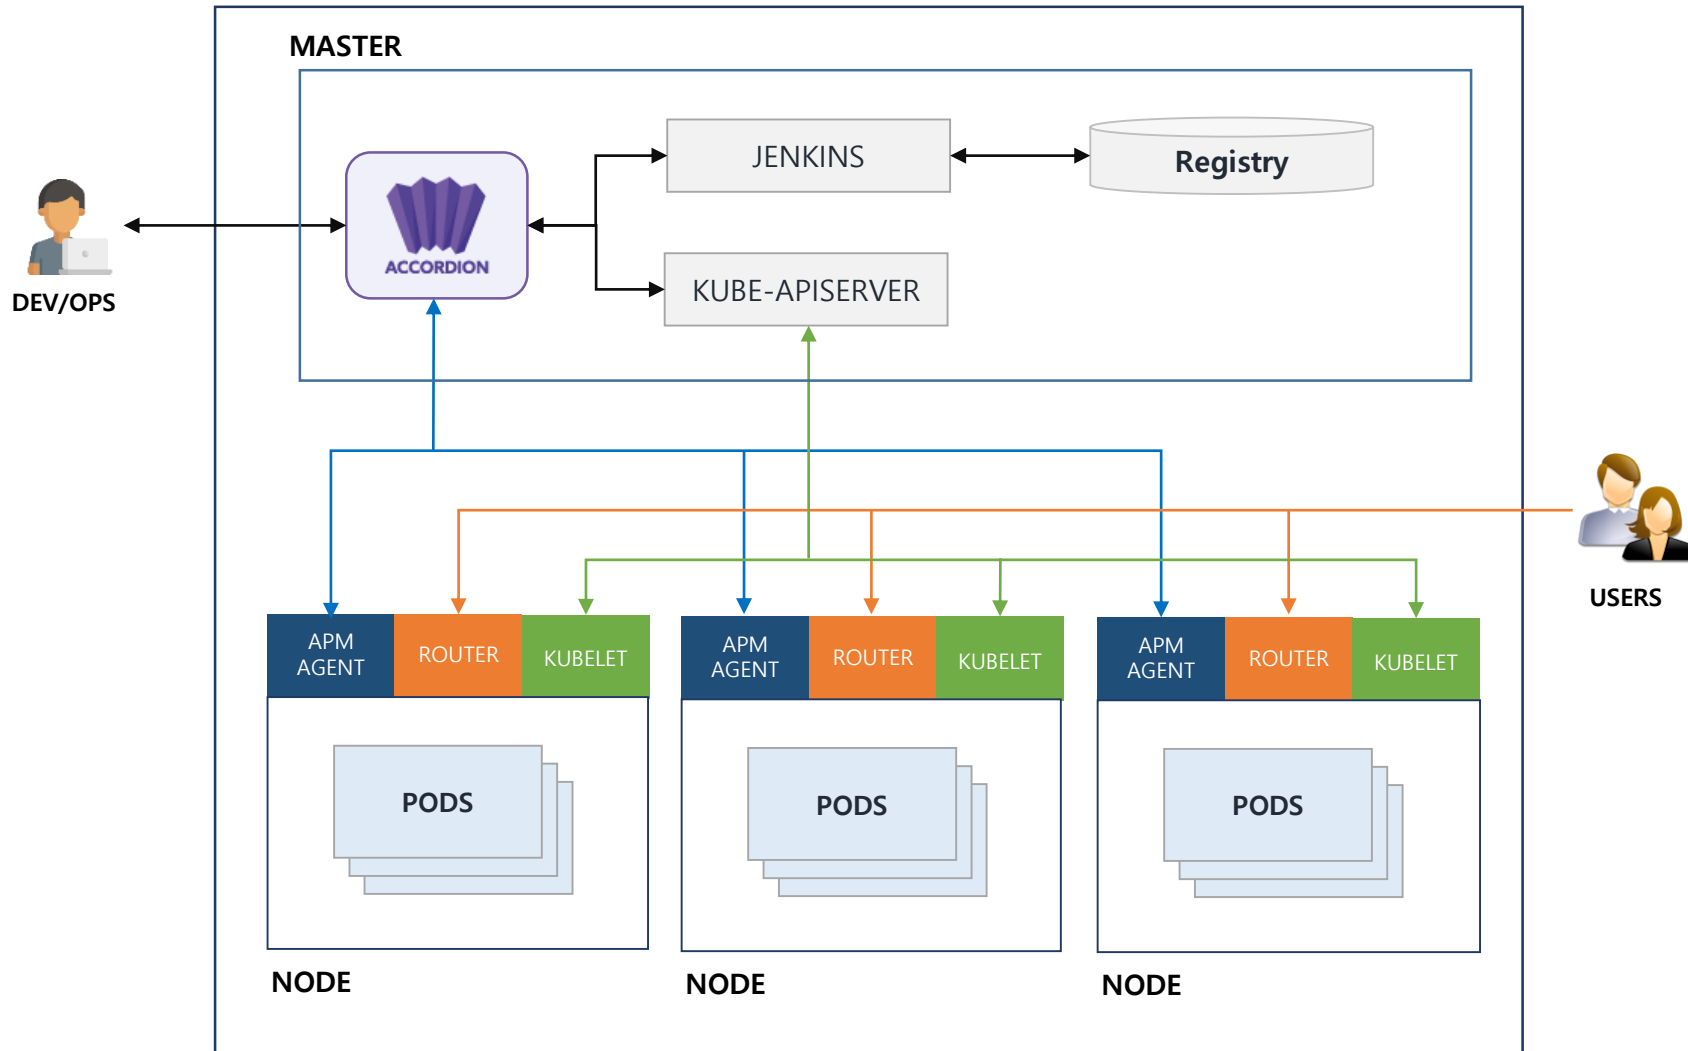 MASTER
JENKINS
Registry
ACCORDION
KUBE-APISERVER
DEV/OPS
USERS
APM
AGENT
ROUTER
KUBELET
APM
AGENT
ROUTER
KUBELET
APM
AGENT
ROUTER
KUBELET
PODS
PODS
PODS
NODE
NODE
NODE